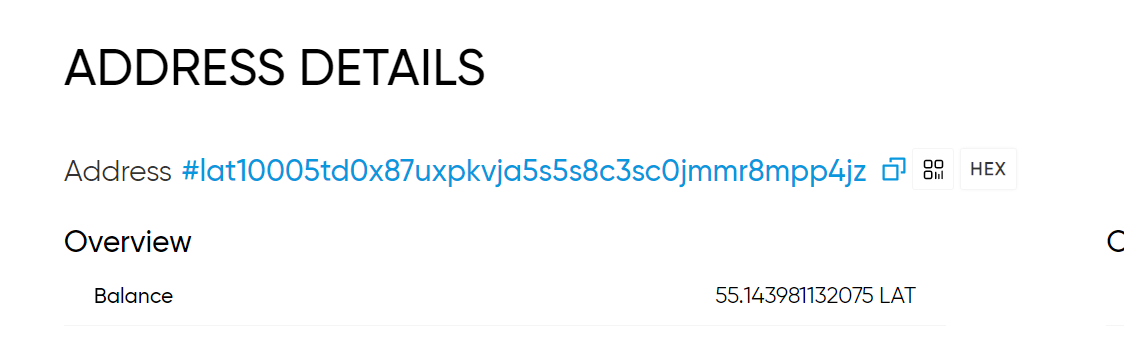 ADDRESS DETAILS
Address #lat10005td0x87uxpkvja5s5s8c3sc0jmmr8mpp4jz HEX
Overview
Balance 55.143981132075 LAT